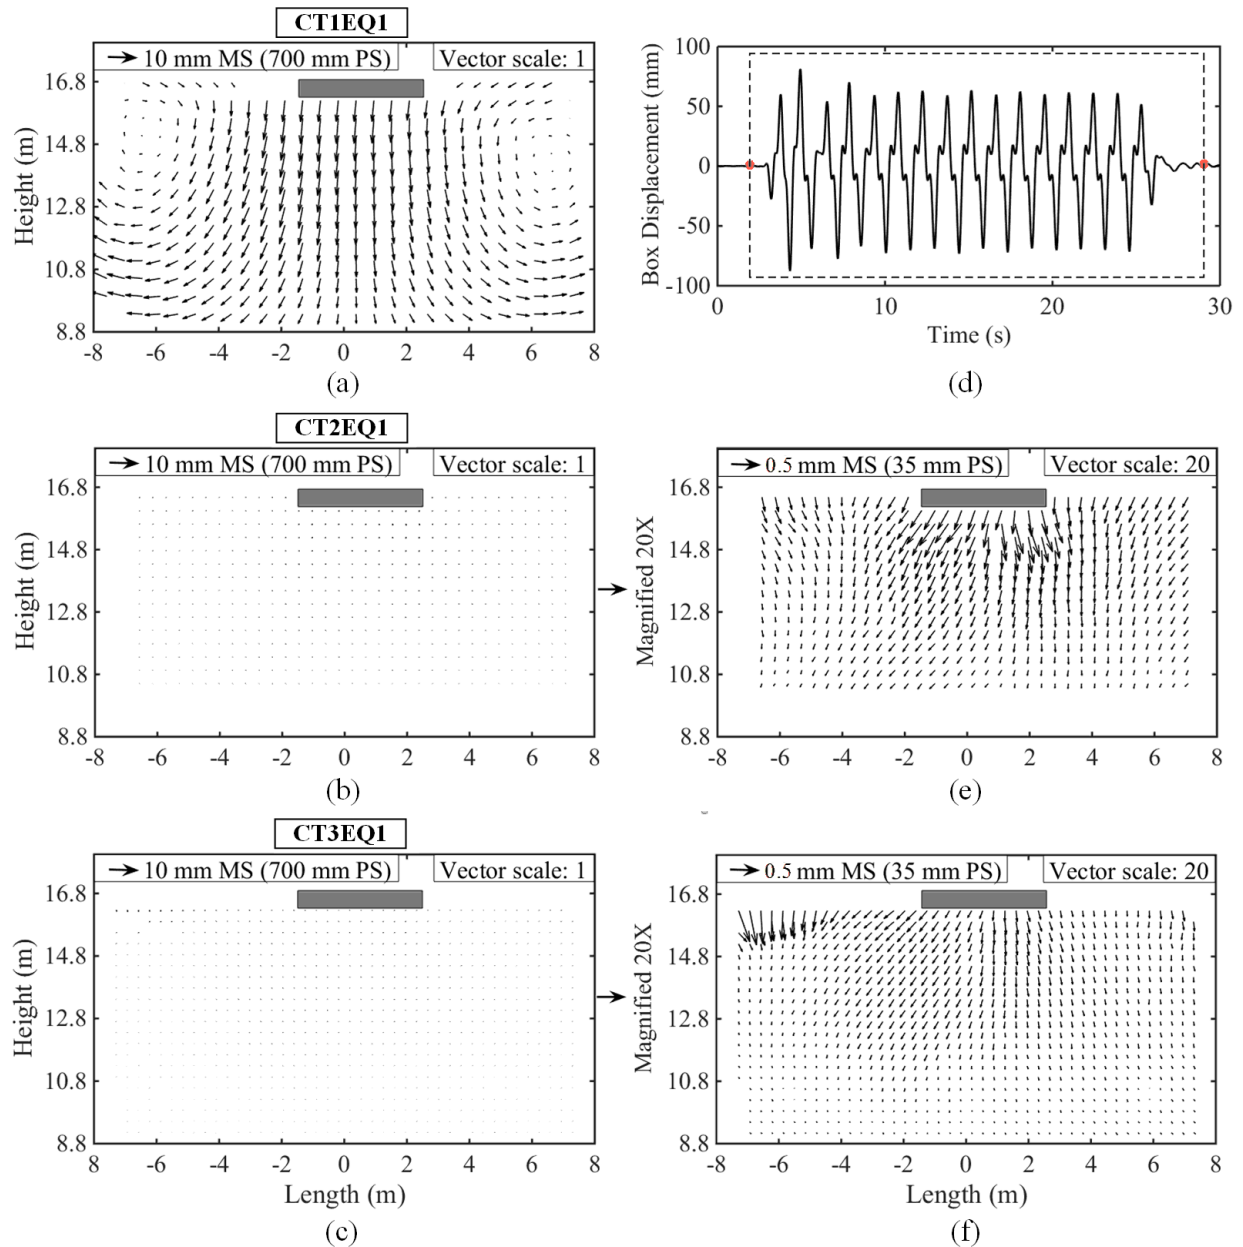 CT1EQ1
10 mm MS (700 mm PS)
Vector scale: 1
16.8
14.8
12.8
10.8
8.8
Height (m)
-8 -6 -4 -2 0 2 4 6 8
(a)
100
50
0
-50
-100
Box Displacement (mm)
0 10 20 30
Time (s)
(d)
CT2EQ1
10 mm MS (700 mm PS)
Vector scale: 1
16.8
14.8
12.8
10.8
8.8
Height (m)
-8 -6 -4 -2 0 2 4 6 8
(b)
0.5 mm MS (35 mm PS)
Vector scale: 20
16.8
14.8
12.8
10.8
8.8
Magnified 20X
-8 -6 -4 -2 0 2 4 6 8
(e)
CT3EQ1
10 mm MS (700 mm PS)
Vector scale: 1
16.8
14.8
12.8
10.8
8.8
Height (m)
8 -6 -4 -2 0 2 4 6 8
Length (m)
(c)
0.5 mm MS (35 mm PS)
Vector scale: 20
16.8
14.8
12.8
10.8
8.8
Magnified 20X
-8 -6 -4 -2 0 2 4 6 8
Length (m)
(f)